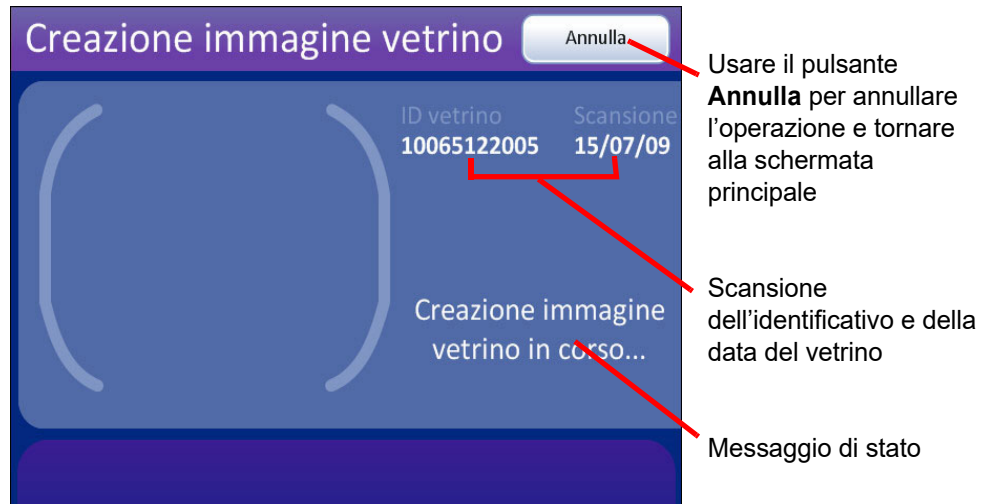 Creazione immagine vetrino
Annulla
ID vetrino
Scansione
10065122005
15/07/09
Creazione immagine
vetrino in corso...
Usare il pulsante
Annulla per annullare
l'operazione e tornare
alla schermata
principale
Scansione
dell'identificativo e della
data del vetrino
Messaggio di stato